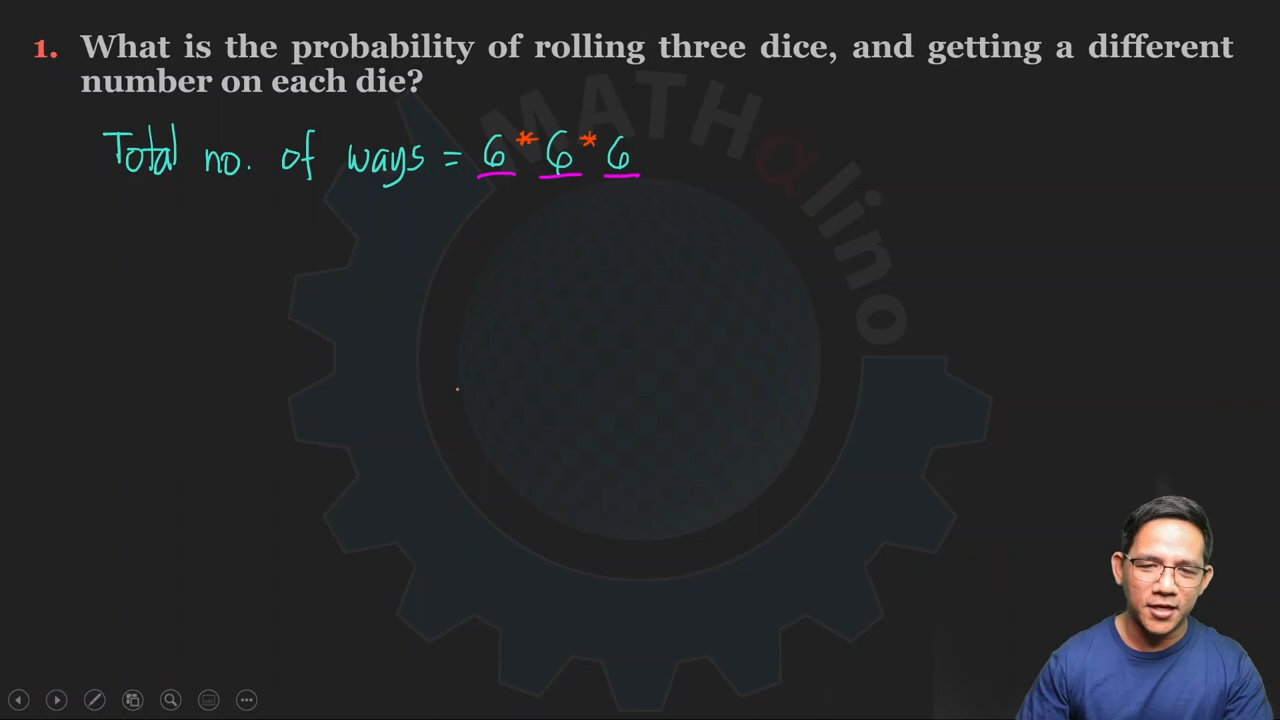 1. What is the probability of rolling three dice, and getting a different
number on each die?
MATHalino
Total no. of ways = 6 * 6 * 6